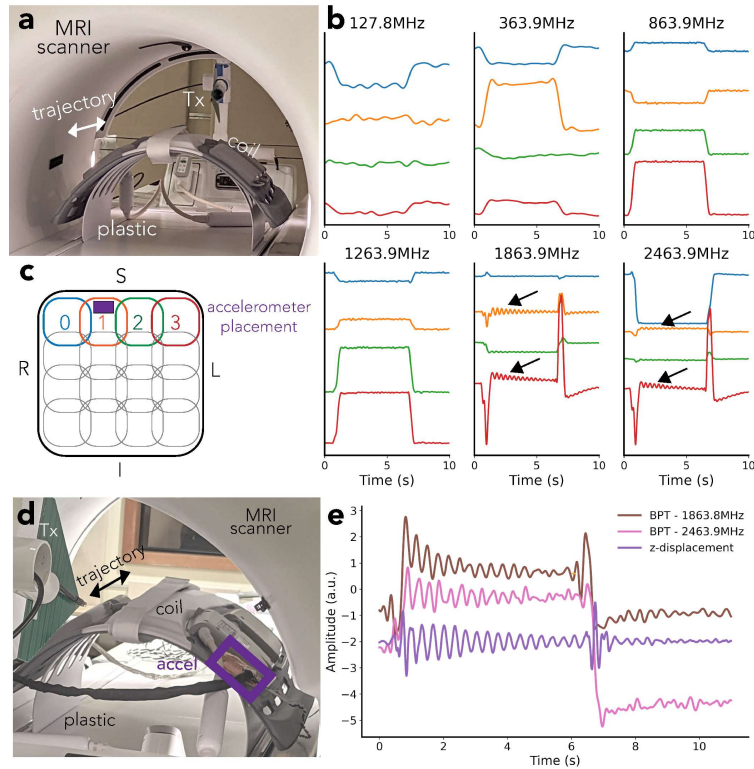 a
MRI
scanner
trajectory
Tx
coil
plastic
b
127.8MHz
363.9MHz
863.9MHz
0
5
10
0
5
10
0
5
10
1263.9MHz
1863.9MHz
2463.9MHz
0
5
10
0
5
10
0
5
10
Time (s)
Time (s)
Time (s)
c
S
0
1
2
3
accelerometer
placement
R
L
I
d
Tx
MRI
scanner
trajectory
coil
accel
plastic
e
BPT - 1863.8MHz
BPT - 2463.9MHz
z-displacement
Amplitude (a.u.)
3
2
1
0
−1
−2
−3
−4
−5
0
2
4
6
8
10
Time (s)